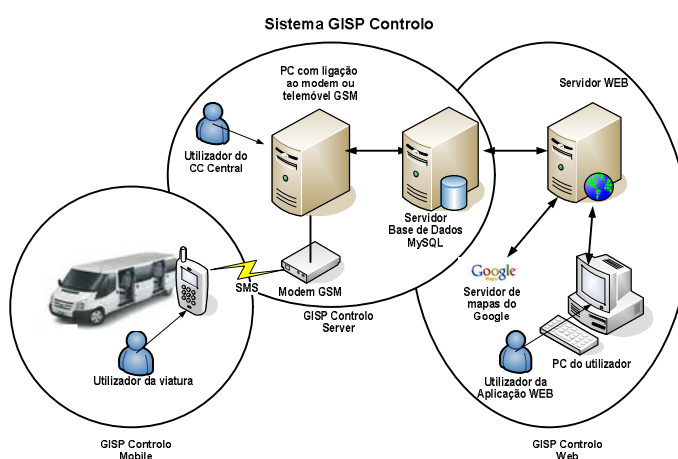 Sistema GISP Controlo
PC com ligação
ao modem ou
telemóvel GSM
Servidor WEB
Utilizador do
CC Central
Servidor
Base de Dados
MySQL
SMS
Modem GSM
GISP Controlo
Server
Google
Maps
Servidor de
mapas do
Google
Utilizador da viatura
PC do utilizador
Utilizador da
Aplicação WEB
GISP Controlo
Mobile
GISP Controlo
Web